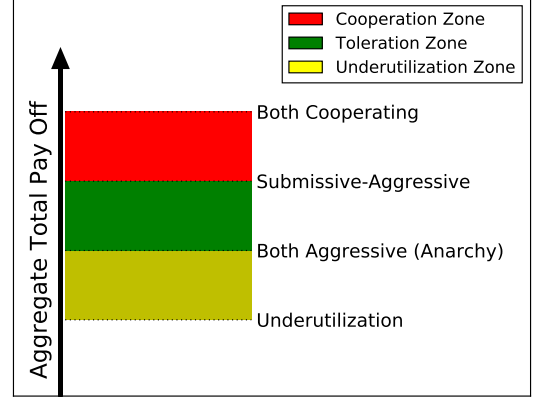 Cooperation Zone
Toleration Zone
Underutilization Zone
Aggregate Total Pay Off
Both Cooperating
Submissive-Aggressive
Both Aggressive (Anarchy)
Underutilization